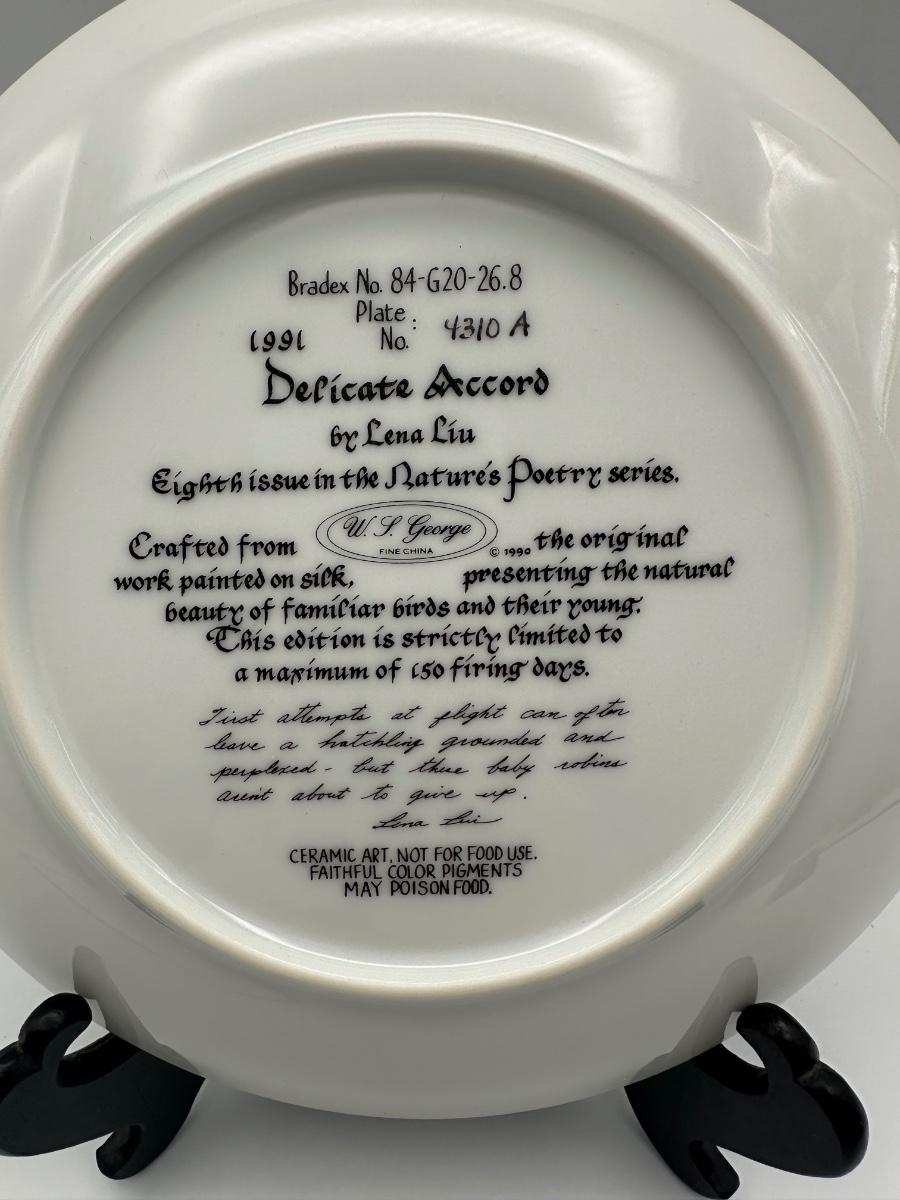 Bradex No. 84-G20-26.8
Plate No. : 4310 A
1991
Delicate Accord
by Lena Liu
Eighth issue in the Nature's Poetry series.
W. S. George
FINE CHINA
Crafted from © 1990 the original
work painted on silk, presenting the natural
beauty of familiar birds and their young.
This edition is strictly limited to
a maximum of 150 firing days.
First attempts at flight can often
leave a hatchling grounded and
perplexed - but these baby robins
aren't about to give up.
Lena Liu
CERAMIC ART, NOT FOR FOOD USE.
FAITHFUL COLOR PIGMENTS
MAY POISON FOOD.